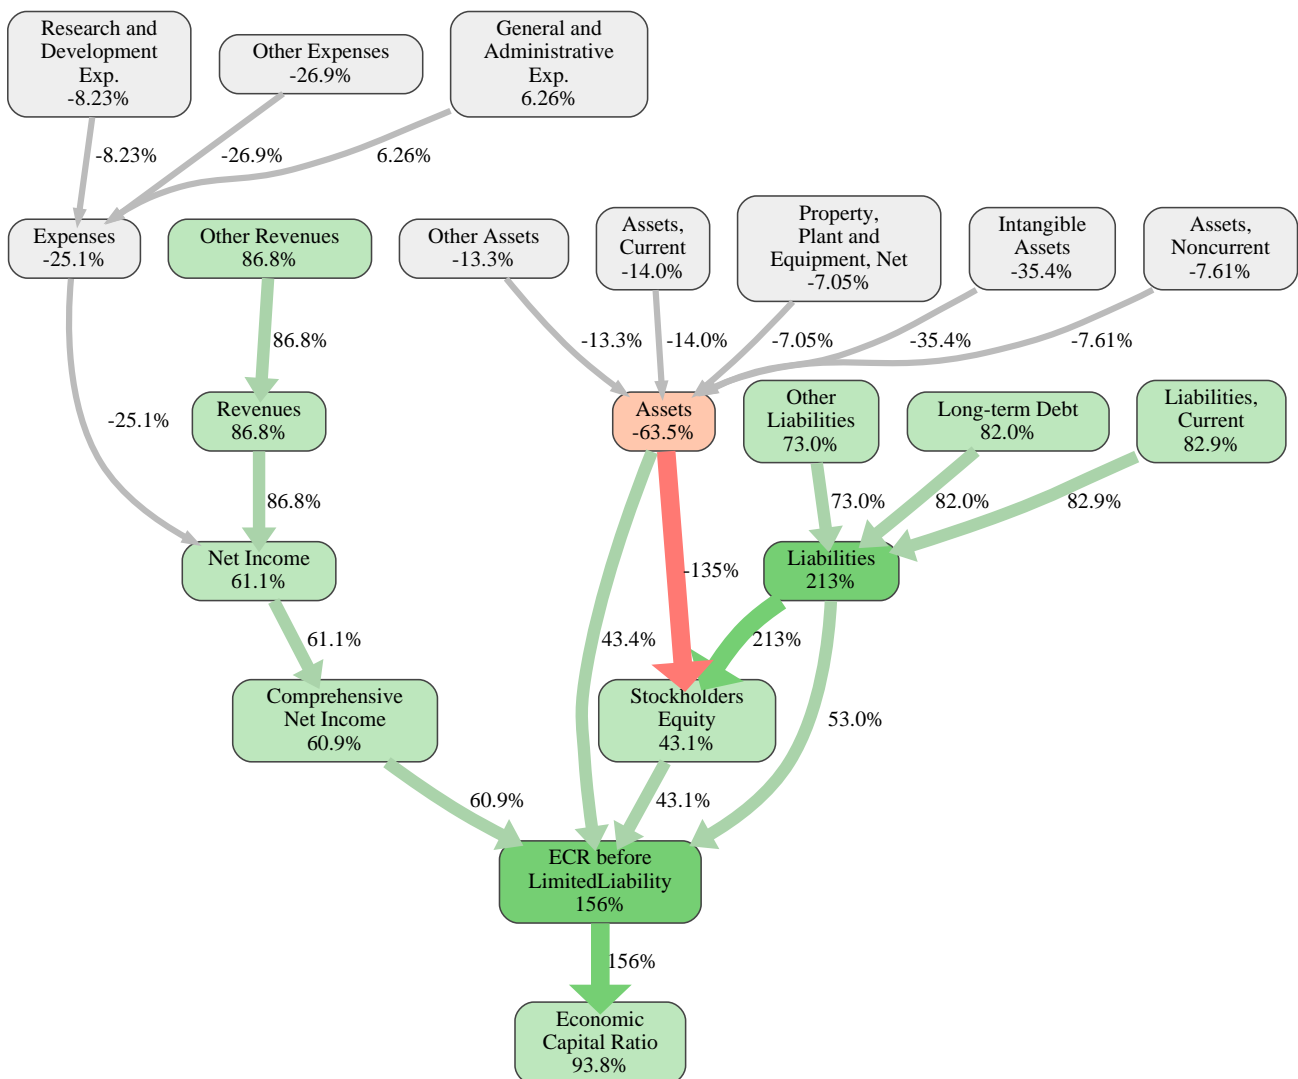 Research and
Development
Exp.
-8.23%
Other Expenses
-26.9%
General and
Administrative
Exp.
6.26%
-8.23%
-26.9%
6.26%
Expenses
-25.1%
Other Revenues
86.8%
Other Assets
-13.3%
Assets,
Current
-14.0%
Property,
Plant and
Equipment, Net
-7.05%
Intangible
Assets
-35.4%
Assets,
Noncurrent
-7.61%
86.8%
-13.3%
-14.0%
-7.05%
-35.4%
-7.61%
-25.1%
Revenues
86.8%
Assets
-63.5%
Other
Liabilities
73.0%
Long-term Debt
82.0%
Liabilities,
Current
82.9%
86.8%
73.0%
82.0%
82.9%
Net Income
61.1%
-135%
Liabilities
213%
61.1%
43.4%
213%
Comprehensive
Net Income
60.9%
Stockholders
Equity
43.1%
53.0%
60.9%
43.1%
ECR before
LimitedLiability
156%
156%
Economic
Capital Ratio
93.8%